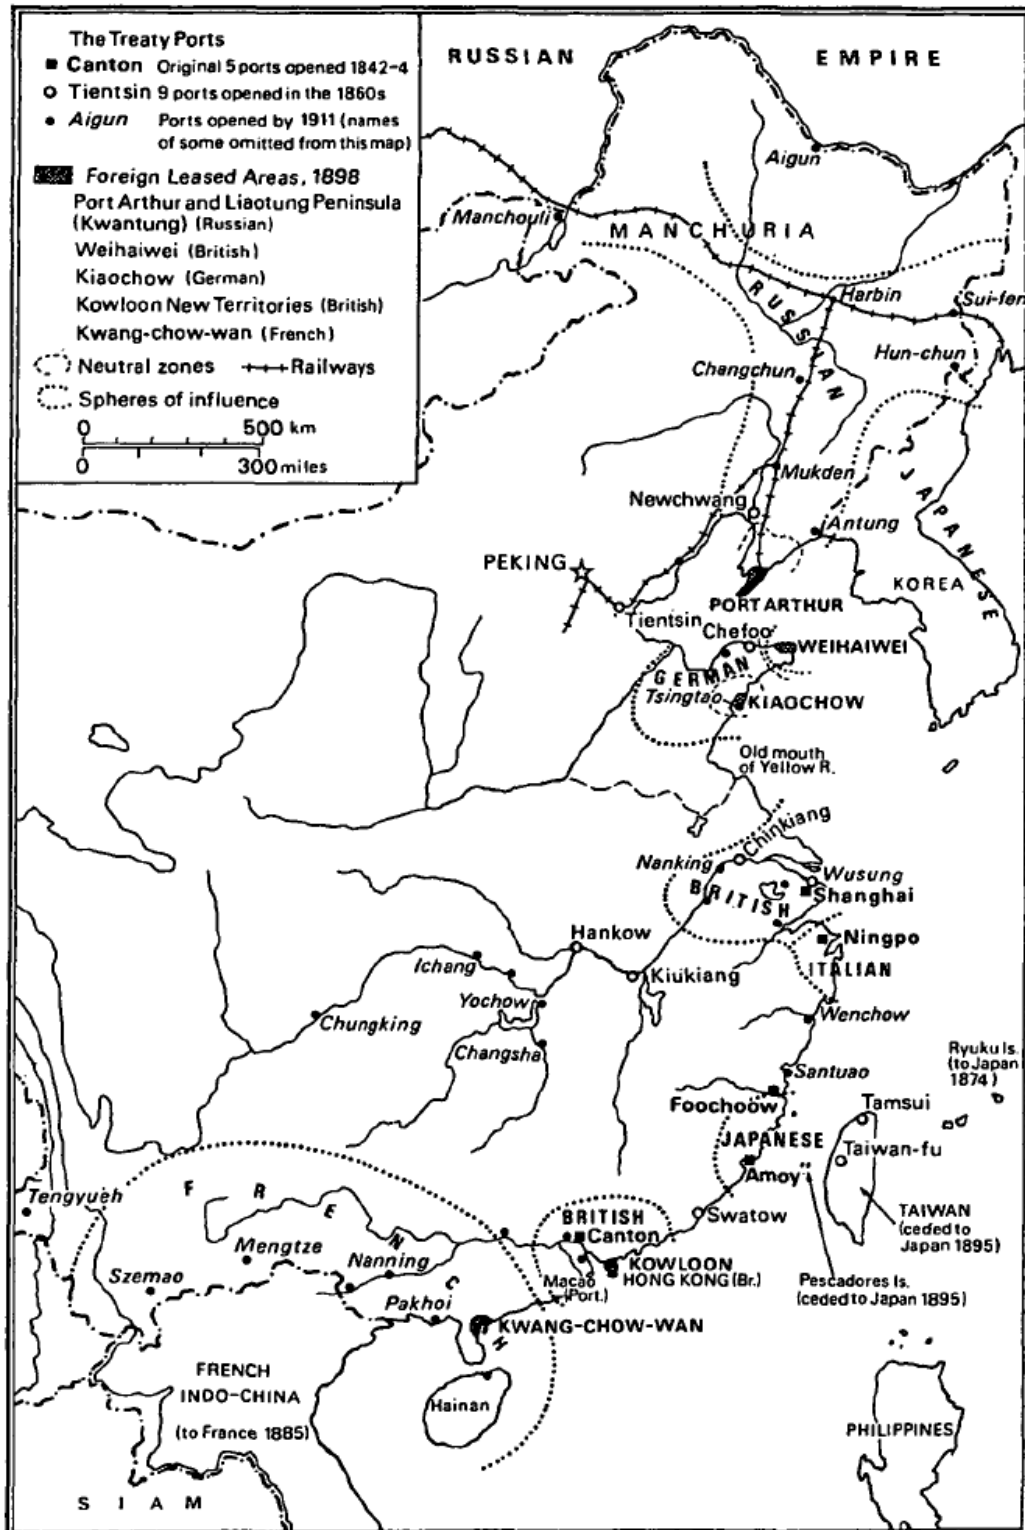 The Treaty Ports
■ Canton Original 5 ports opened 1842-4
○ Tientsin 9 ports opened in the 1860s
• Aigun Ports opened by 1911 (names
of some omitted from this map)
Foreign Leased Areas, 1898
Port Arthur and Liaotung Peninsula
(Kwantung) (Russian)
Weihaiwei (British)
Kiaochow (German)
Kowloon New Territories (British)
Kwang-chow-wan (French)
Neutral zones Railways
Spheres of influence
0 500 km
0 300 miles
RUSSIAN EMPIRE
Aigun
Manchouli
MANCHURIA
RUSSIAN
Harbin
Sui-fen
Hun-chun
Changchun
Mukden
Newchwang
Antung
JAPANESE
PEKING
KOREA
PORT ARTHUR
Tientsin
Chefoo
WEIHAIWEI
GERMAN
Tsingtao
KIAOCHOW
Old mouth
of Yellow R.
Chinkiang
Nanking
Wusung
BRITISH
Shanghai
Hankow
Ningpo
Ichang
Kiukiang
ITALIAN
Yochow
Chungking
Wenchow
Changsha
Ryuku Is.
(to Japan
1874)
Santuao
Foochoow
Tamsui
JAPANESE
Taiwan-fu
Amoy
Tengyueh
FRENCH
BRITISH
Swatow
TAIWAN
(ceded to
Japan 1895)
Canton
Mengtze
Nanning
KOWLOON
HONG KONG (Br.)
Macao
(Port.)
Szemao
Pescadores Is.
(ceded to Japan 1895)
Pakhoi
KWANG-CHOW-WAN
FRENCH
INDO-CHINA
(to France 1885)
Hainan
PHILIPPINES
SIAM